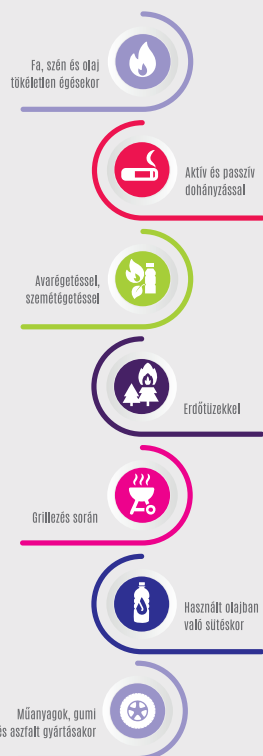 Fa, szén és olaj
tökéletlen égésekor
Aktív és passzív
dohányzással
Avarégetéssel,
szemétégetéssel
Erdőtüzekkel
Grillezés során
Használt olajban
való sütéskor
Műanyagok, gumi
és aszfalt gyártásakor